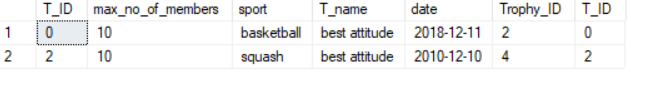 T_ID max_no_of_members sport T_name date Trophy_ID T_ID
1 0 10 basketball best attitude 2018-12-11 2 0
2 2 10 squash best attitude 2010-12-10 4 2